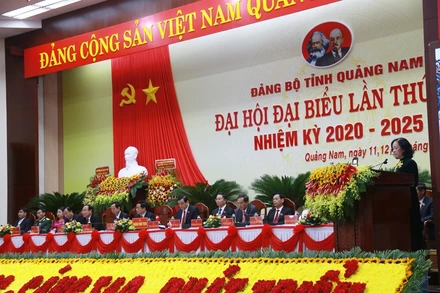 ĐẢNG CỘNG SẢN VIỆT NAM QUANG
ĐẢNG BỘ TỈNH QUẢNG NAM
ĐẠI HỘI ĐẠI BIỂU LẦN THỨ
NHIỆM KỲ 2020 - 2025
Quảng Nam, ngày 11, 12